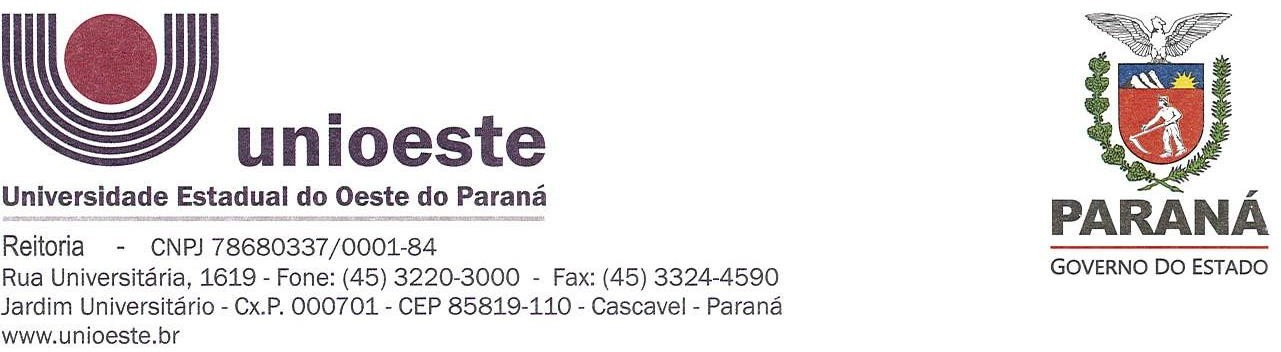 unioeste
Universidade Estadual do Oeste do Paraná
Reitoria - CNPJ 78680337/0001-84
Rua Universitária, 1619 - Fone: (45) 3220-3000 - Fax: (45) 3324-4590
Jardim Universitário - Cx.P. 000701 - CEP 85819-110 - Cascavel - Paraná
www.unioeste.br
PARANÁ
GOVERNO DO ESTADO